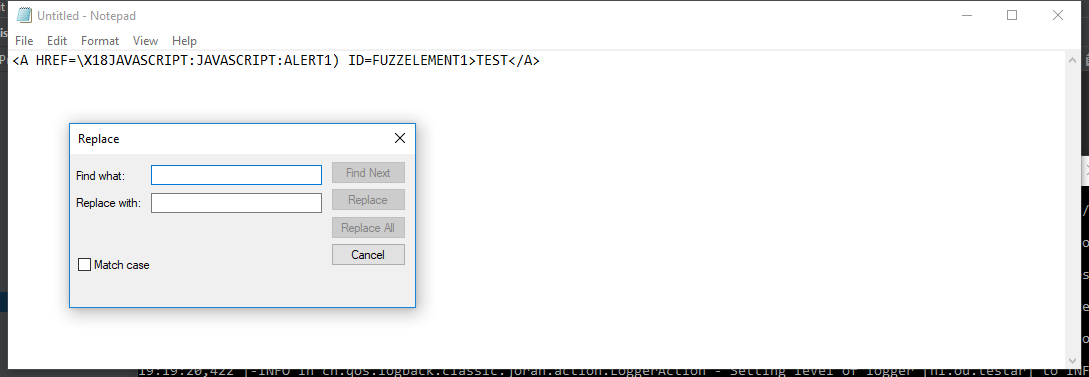 Untitled - Notepad
File Edit Format View Help
<A HREF=\X18JAVASCRIPT:JAVASCRIPT:ALERT1) ID=FUZZELEMENT1>TEST</A>
Replace
Find what:
Find Next
Replace with:
Replace
Replace All
Cancel
Match case
19:19:20,422 |-INFO in ch.qos.logback.classic.joran.action.LoggerAction - Setting level of logger [nl.ou.testar] to INF